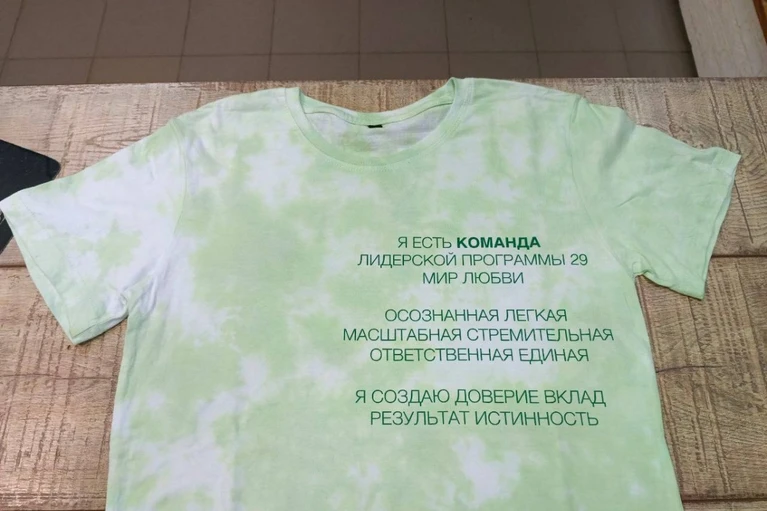 Я ЕСТЬ КОМАНДА
ЛИДЕРСКОЙ ПРОГРАММЫ 29
МИР ЛЮБВИ
ОСОЗНАННАЯ ЛЕГКАЯ
МАСШТАБНАЯ СТРЕМИТЕЛЬНАЯ
ОТВЕТСТВЕННАЯ ЕДИНАЯ
Я СОЗДАЮ ДОВЕРИЕ ВКЛАД
РЕЗУЛЬТАТ ИСТИННОСТЬ